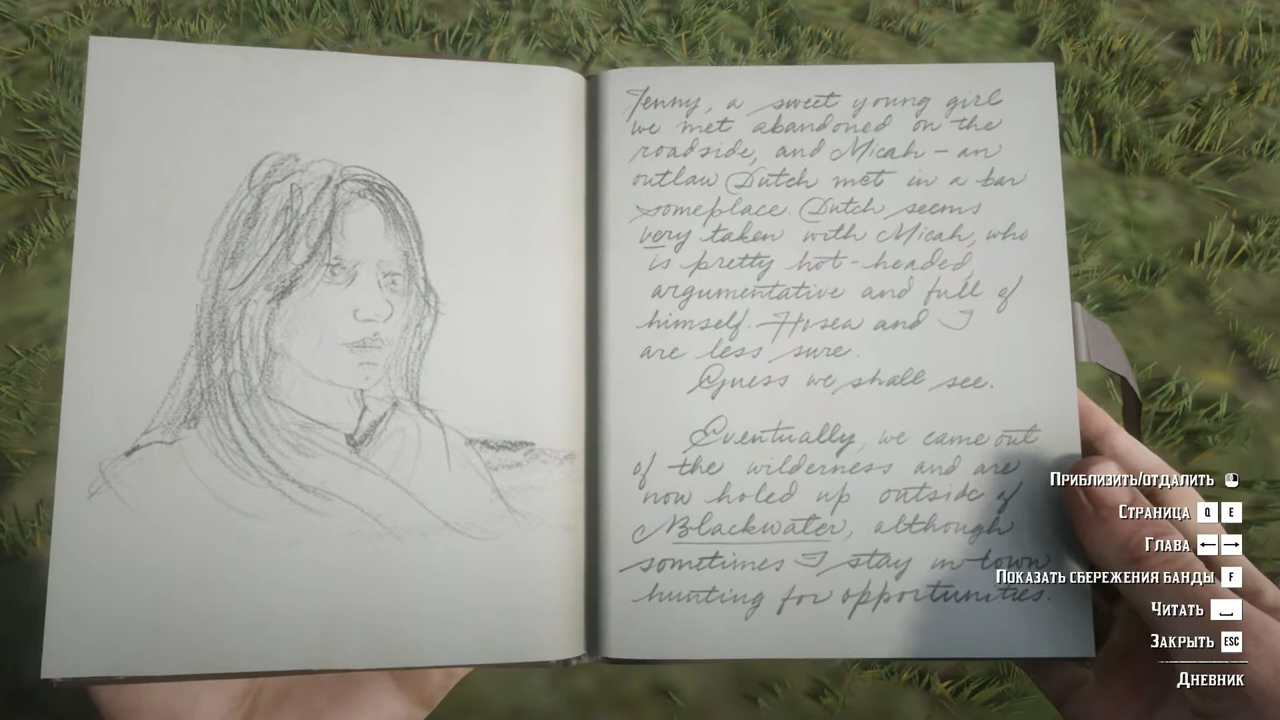 Jenny, a sweet young girl
we met abandoned on the
roadside, and Micah – an
outlaw Dutch met in a bar
someplace. Dutch seems
very taken with Micah, who
is pretty hot-headed,
argumentative and full of
himself. Hosea and I
are less sure.
Guess we shall see.
Eventually, we came out
of the wilderness and are
now holed up outside of
Blackwater, although
sometimes I stay in town
hunting for opportunities.
Приблизить/отдалить
Страница Q E
Глава ← →
Показать сбережения банды F
Читать
Закрыть ESC
Дневник